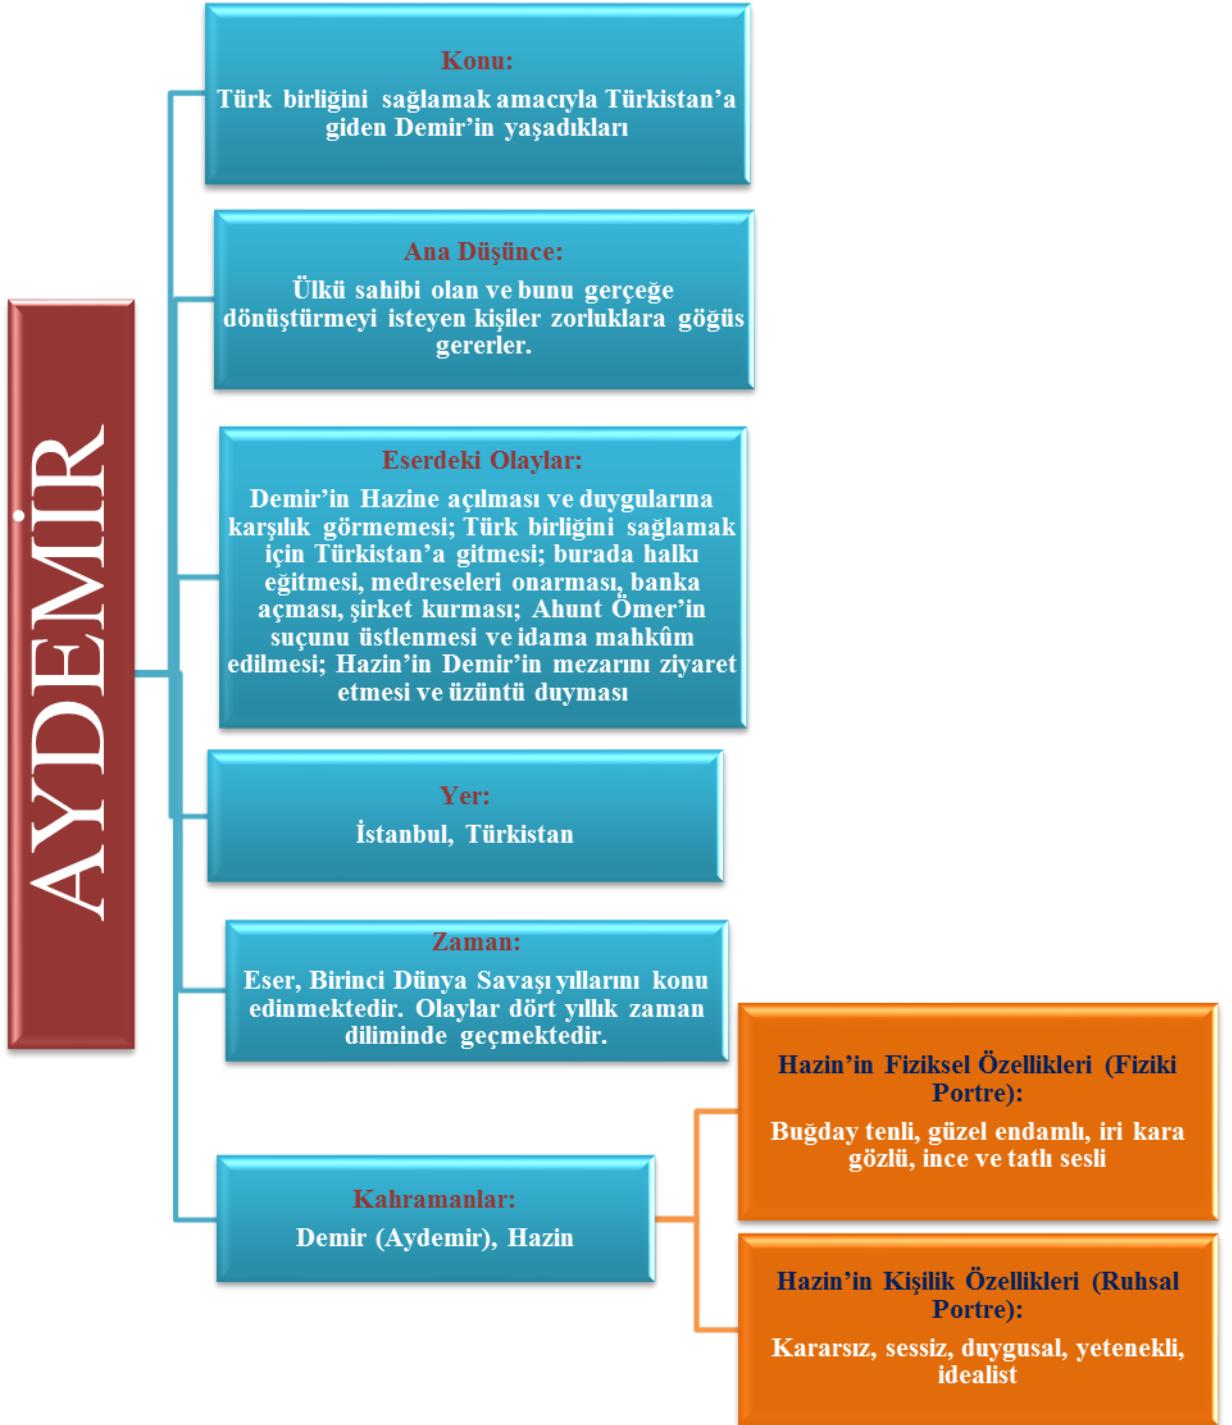 AYDEMİR
Konu:
Türk birliğini sağlamak amacıyla Türkistan’a
giden Demir’in yaşadıkları
Ana Düşünce:
Ülkü sahibi olan ve bunu gerçeğe
dönüştürmeyi isteyen kişiler zorluklara göğüs
gererler.
Eserdeki Olaylar:
Demir’in Hazine açılması ve duygularına
karşılık görmemesi; Türk birliğini sağlamak
için Türkistan’a gitmesi; burada halkı
eğitmesi, medreseleri onarması, banka
açması, şirket kurması; Ahunt Ömer’in
suçunu üstlenmesi ve idama mahkûm
edilmesi; Hazin’in Demir’in mezarını ziyaret
etmesi ve üzüntü duyması
Yer:
İstanbul, Türkistan
Zaman:
Eser, Birinci Dünya Savaşı yıllarını konu
edinmektedir. Olaylar dört yıllık zaman
diliminde geçmektedir.
Kahramanlar:
Demir (Aydemir), Hazin
Hazin’in Fiziksel Özellikleri (Fiziki
Portre):
Buğday tenli, güzel endamlı, iri kara
gözlü, ince ve tatlı sesli
Hazin’in Kişilik Özellikleri (Ruhsal
Portre):
Kararsız, sessiz, duygusal, yetenekli,
idealist